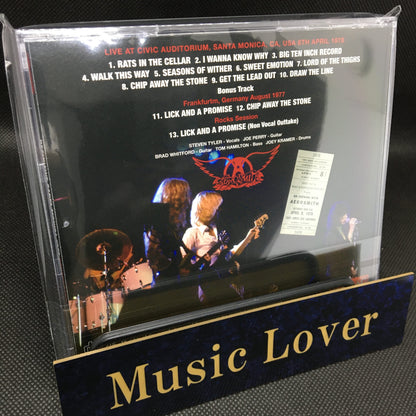 LIVE AT CIVIC AUDITORIUM, SANTA MONICA, CA, USA 8TH APRIL 1978
1. RATS IN THE CELLAR 2. I WANNA KNOW WHY 3. BIG TEN INCH RECORD
4. WALK THIS WAY 5. SEASONS OF WITHER 6. SWEET EMOTION 7. LORD OF THE THIGHS
8. CHIP AWAY THE STONE 9. GET THE LEAD OUT 10. DRAW THE LINE
Bonus Track
Frankfurtm, Germany August 1977
11. LICK AND A PROMISE 12. CHIP AWAY THE STONE
Rocks Session
13. LICK AND A PROMISE (Non Vocal Outtake)
STEVEN TYLER - Vocals JOE PERRY - Guitar
BRAD WHITFORD - Guitar TOM HAMILTON - Bass JOEY KRAMER - Drums
AEROSMITH
AEROSMITH
Music Lover